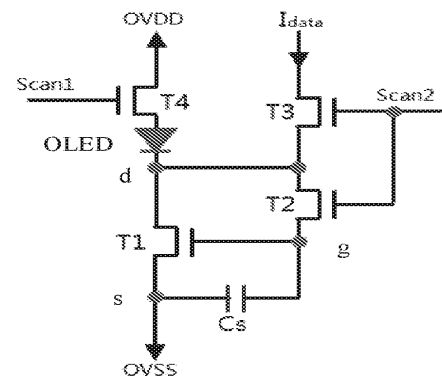 OVDD
Idata
Scan1
T4
T3
Scan2
OLED
d
T2
T1
g
s
Cs
OVSS